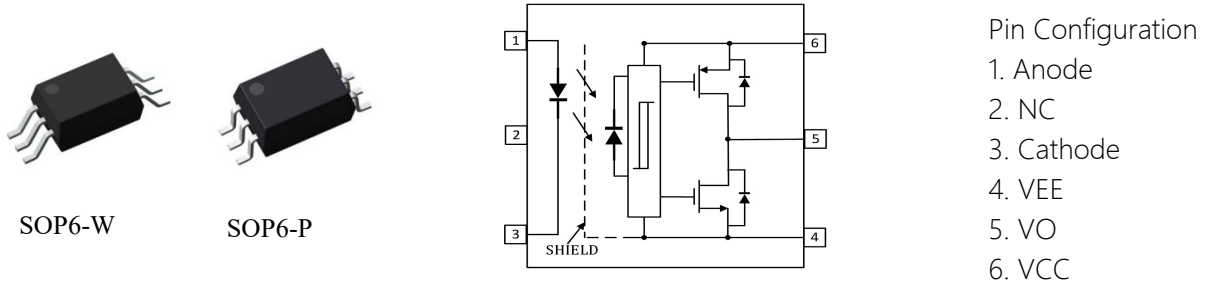 SOP6-W
SOP6-P
1
2
3
SHIELD
6
5
4
Pin Configuration
1. Anode
2. NC
3. Cathode
4. VEE
5. VO
6. VCC